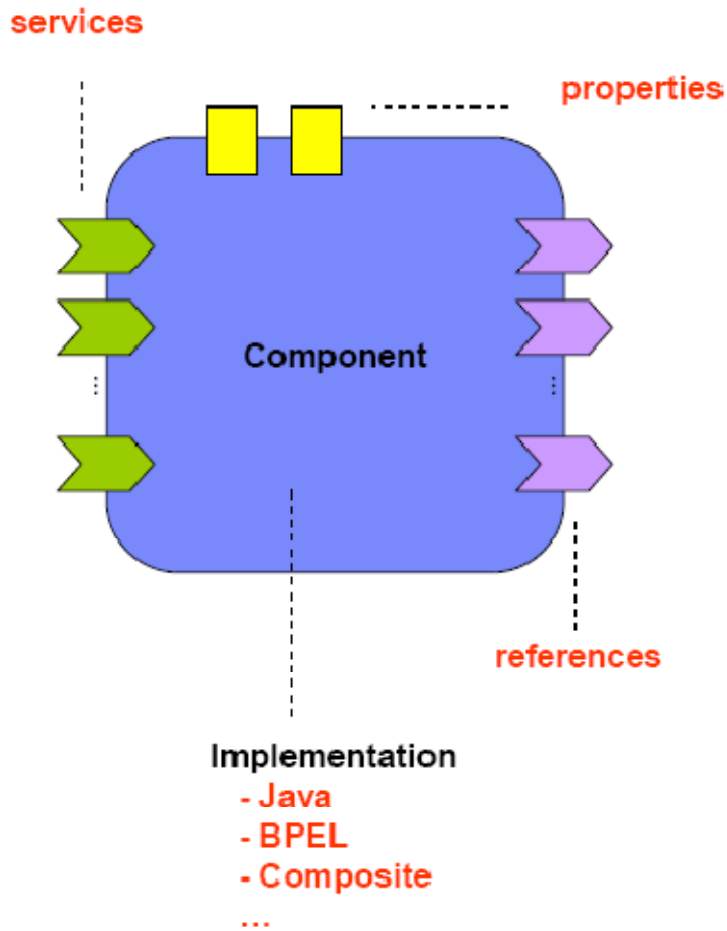 services
properties
Component
...
...
references
Implementation
- Java
- BPEL
- Composite
...